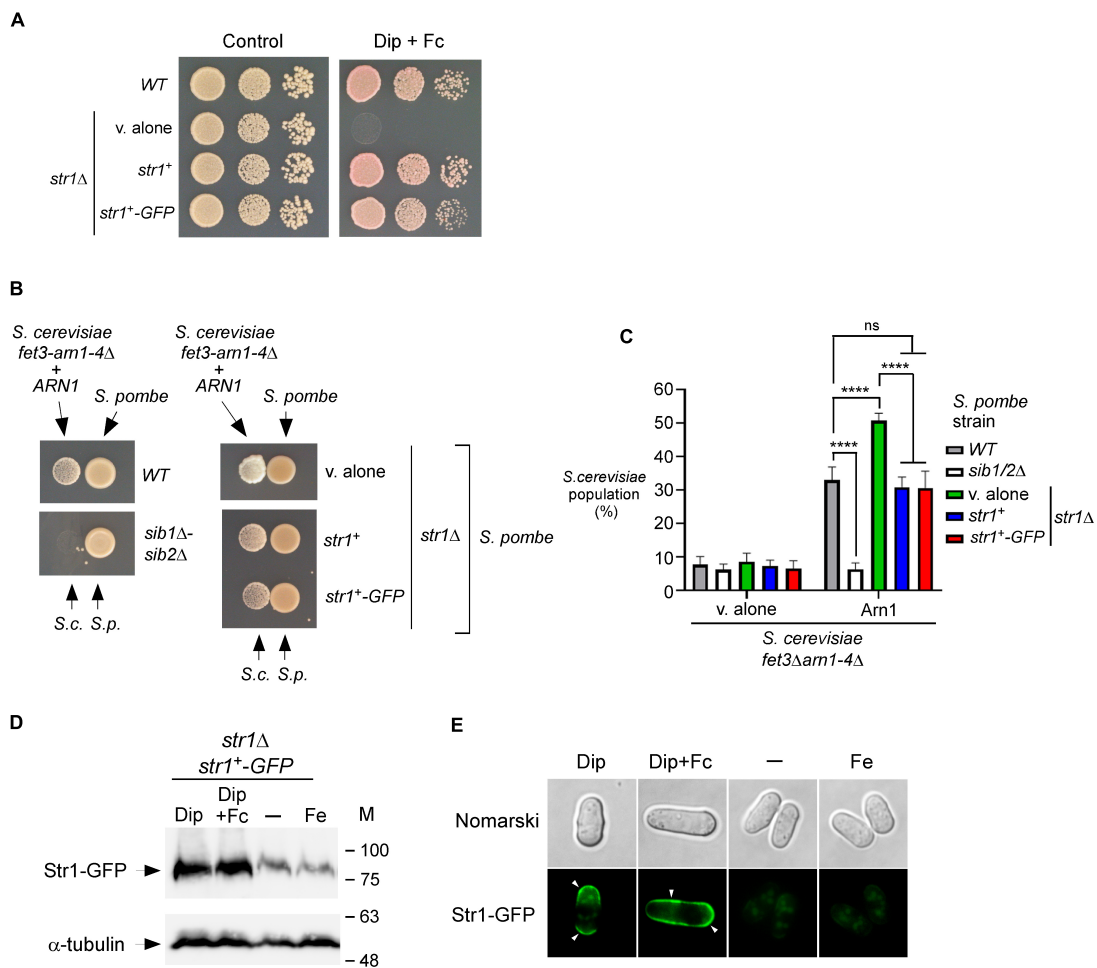 A
Control
Dip + Fc
WT
v. alone
str1+
str1+-GFP
str1Δ
B
S. cerevisiae
fet3-arn1-4Δ
+
ARN1
S. pombe
S. cerevisiae
fet3-arn1-4Δ
+
ARN1
S. pombe
WT
sib1Δ-
sib2Δ
S.c. S.p.
v. alone
str1+
str1+-GFP
str1Δ
S. pombe
S.c. S.p.
C
ns
****
****
****
60
50
40
30
20
10
0
S.cerevisiae
population
(%)
v. alone
Arn1
S. cerevisiae
fet3Δarn1-4Δ
S. pombe
strain
WT
sib1/2Δ
v. alone
str1+
str1+-GFP
str1Δ
D
str1Δ
str1+-GFP
Dip
Dip
+Fc
—
Fe
M
Str1-GFP
α-tubulin
– 100
– 75
– 63
– 48
E
Dip
Dip+Fc
—
Fe
Nomarski
Str1-GFP